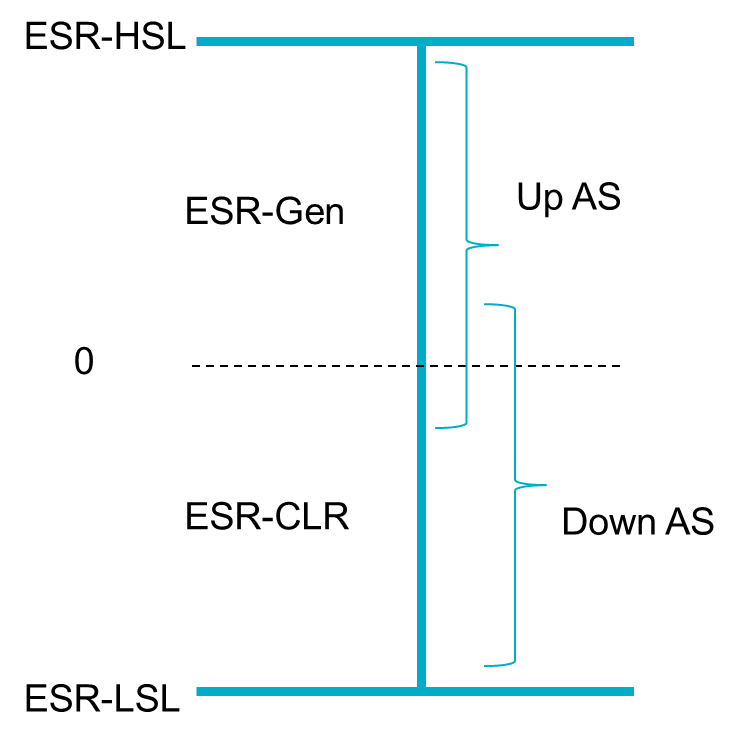 ESR-HSL
ESR-Gen
Up AS
0
ESR-CLR
Down AS
ESR-LSL